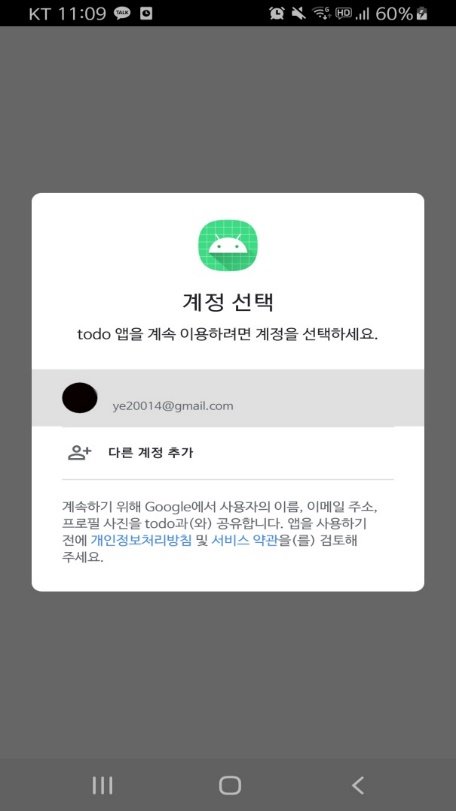 KT 11:09 TALK HD 60%
계정 선택
todo 앱을 계속 이용하려면 계정을 선택하세요.
ye20014@gmail.com
다른 계정 추가
계속하기 위해 Google에서 사용자의 이름, 이메일 주소,
프로필 사진을 todo과(와) 공유합니다. 앱을 사용하기
전에 개인정보처리방침 및 서비스 약관을(를) 검토해
주세요.